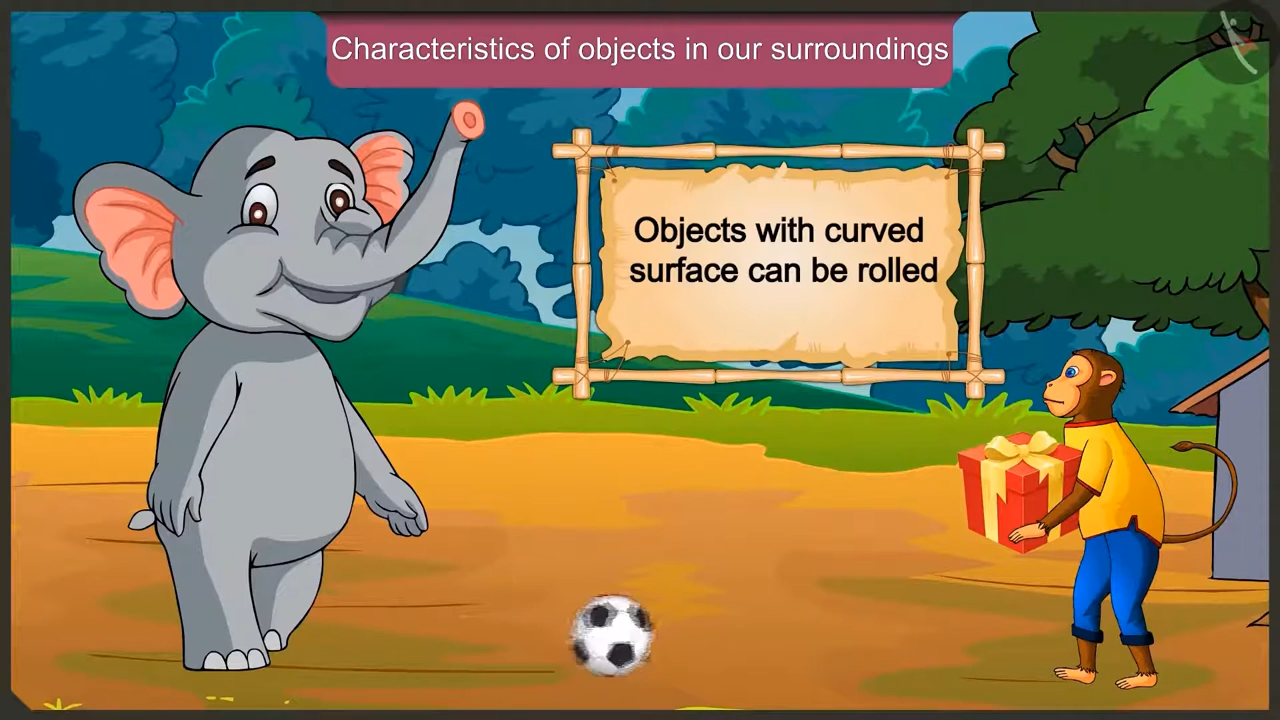 Characteristics of objects in our surroundings
Objects with curved
surface can be rolled